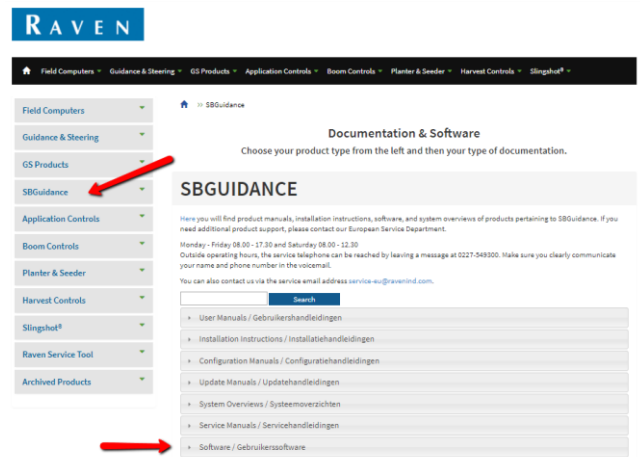 RAVEN
Field Computers Guidance & Steering GS Products Application Controls Boom Controls Planter & Seeder Harvest Controls Slingshot®
Field Computers
Guidance & Steering
GS Products
SBGuidance
Application Controls
Boom Controls
Planter & Seeder
Harvest Controls
Slingshot®
Raven Service Tool
Archived Products
>> SBGuidance
Documentation & Software
Choose your product type from the left and then your type of documentation.
SBGUIDANCE
Here you will find product manuals, installation instructions, software, and system overviews of products pertaining to SBGuidance. If you
need additional product support, please contact our European Service Department.
Monday - Friday 08.00 - 17.30 and Saturday 08.00 - 12.30
Outside operating hours, the service telephone can be reached by leaving a message at 0227-549300. Make sure you clearly communicate
your name and phone number in the voicemail.
You can also contact us via the service email address service-eu@ravenind.com.
Search
User Manuals / Gebruikershandleidingen
Installation Instructions / Installatiehandleidingen
Configuration Manuals / Configuratiehandleidingen
Update Manuals / Updatehandleidingen
System Overviews / Systeemoverzichten
Service Manuals / Servicehandleidingen
Software / Gebruikerssoftware